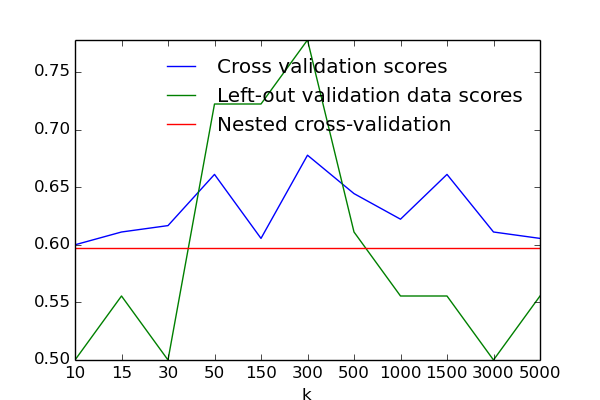 Cross validation scores
Left-out validation data scores
Nested cross-validation
0.75
0.70
0.65
0.60
0.55
0.50
10 15 30 50 150 300 500 1000 1500 3000 5000
k